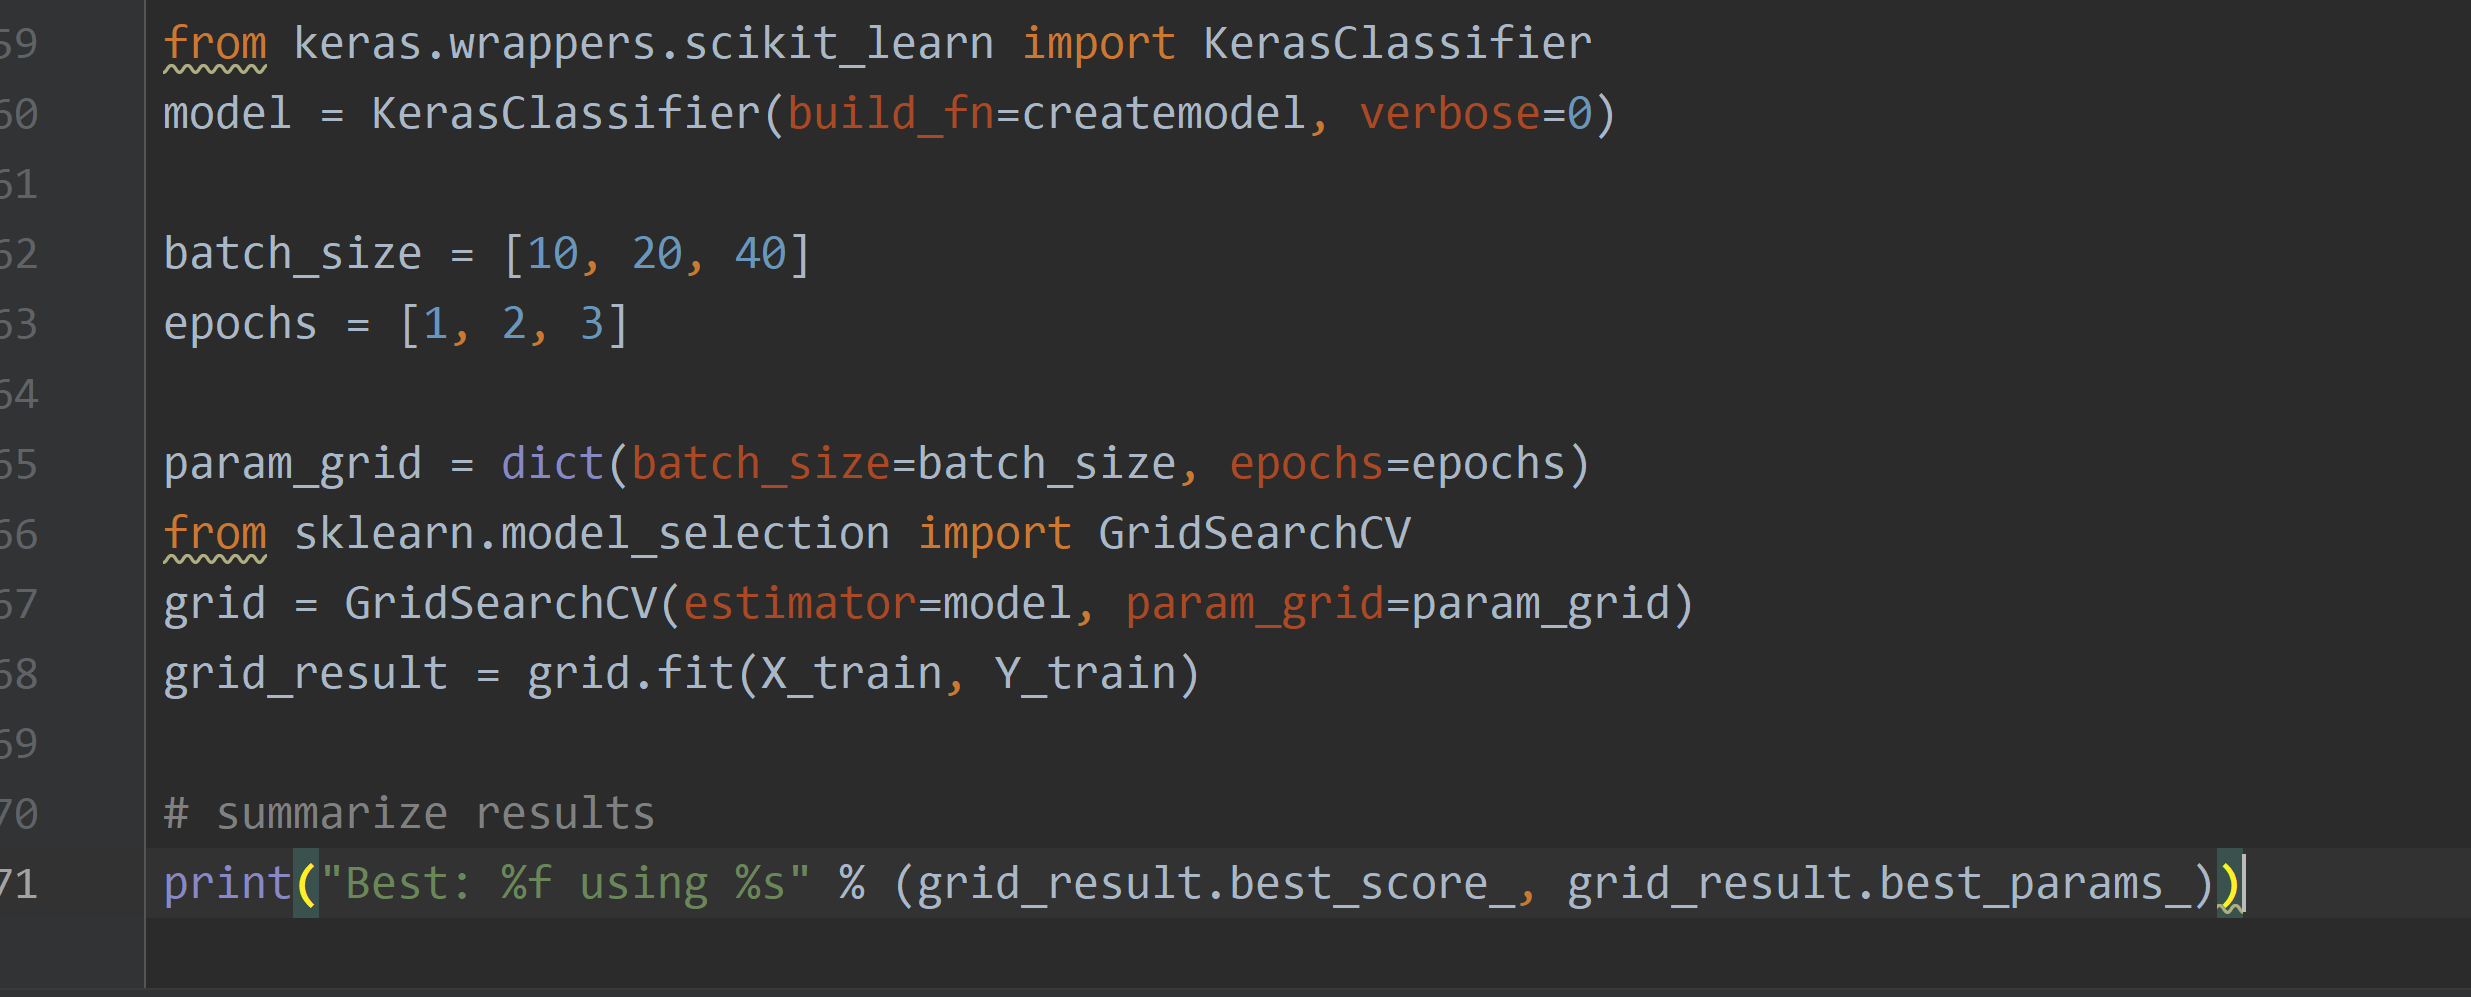 59 from keras.wrappers.scikit_learn import KerasClassifier
60 model = KerasClassifier(build_fn=createmodel, verbose=0)
61
62 batch_size = [10, 20, 40]
63 epochs = [1, 2, 3]
64
65 param_grid = dict(batch_size=batch_size, epochs=epochs)
66 from sklearn.model_selection import GridSearchCV
67 grid = GridSearchCV(estimator=model, param_grid=param_grid)
68 grid_result = grid.fit(X_train, Y_train)
69
70 # summarize results
71 print("Best: %f using %s" % (grid_result.best_score_, grid_result.best_params_))